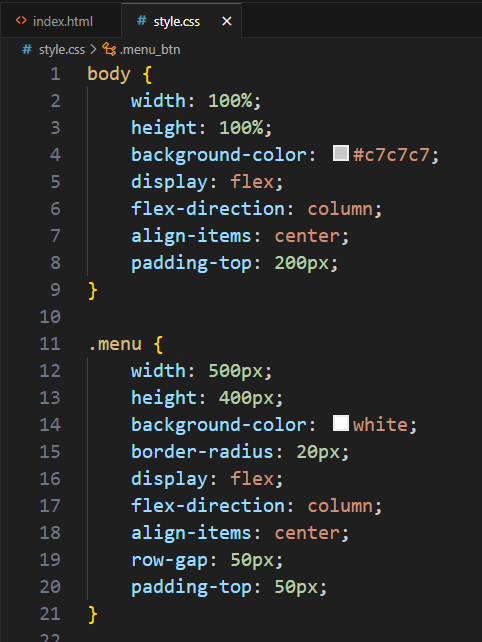 index.html style.css
style.css > .menu_btn
1 body {
2 width: 100%;
3 height: 100%;
4 background-color: #c7c7c7;
5 display: flex;
6 flex-direction: column;
7 align-items: center;
8 padding-top: 200px;
9 }
10
11 .menu {
12 width: 500px;
13 height: 400px;
14 background-color: white;
15 border-radius: 20px;
16 display: flex;
17 flex-direction: column;
18 align-items: center;
19 row-gap: 50px;
20 padding-top: 50px;
21 }
22